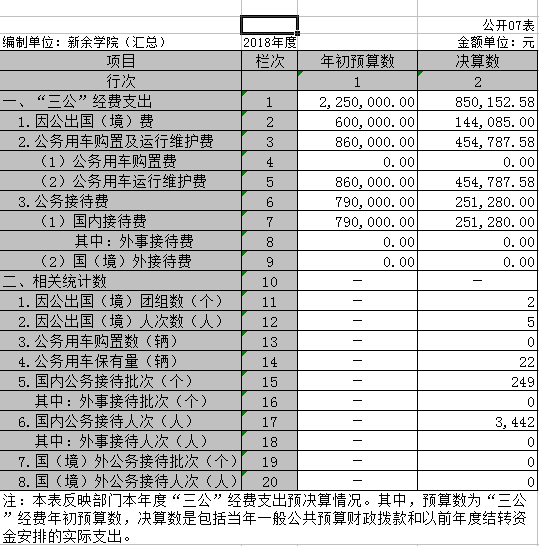 公开07表
编制单位：新余学院（汇总） 2018年度 金额单位：元
项目 栏次 年初预算数 决算数
行次 1 2
一、“三公”经费支出 1 2,250,000.00 850,152.58
1.因公出国（境）费 2 600,000.00 144,085.00
2.公务用车购置及运行维护费 3 860,000.00 454,787.58
（1）公务用车购置费 4 0.00 0.00
（2）公务用车运行维护费 5 860,000.00 454,787.58
3.公务接待费 6 790,000.00 251,280.00
（1）国内接待费 7 790,000.00 251,280.00
其中：外事接待费 8 0.00 0.00
（2）国（境）外接待费 9 0.00 0.00
二、相关统计数 10 — —
1.因公出国（境）团组数（个） 11 — 2
2.因公出国（境）人次数（人） 12 — 5
3.公务用车购置数（辆） 13 — 0
4.公务用车保有量（辆） 14 — 22
5.国内公务接待批次（个） 15 — 249
其中：外事接待批次（个） 16 — 0
6.国内公务接待人次（人） 17 — 3,442
其中：外事接待人次（人） 18 — 0
7.国（境）外公务接待批次（个） 19 — 0
8.国（境）外公务接待人次（人） 20 — 0
注：本表反映部门本年度“三公”经费支出预决算情况。其中，预算数为“三公
”经费年初预算数，决算数是包括当年一般公共预算财政拨款和以前年度结转资
金安排的实际支出。